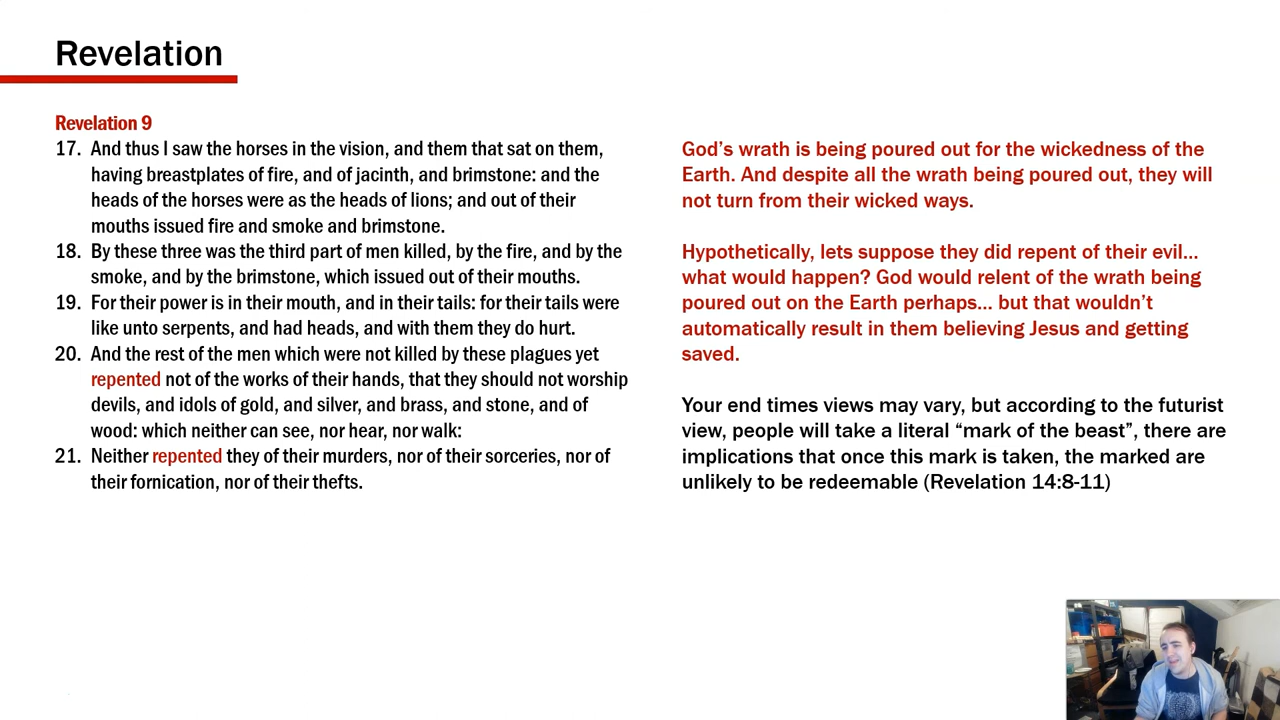 Revelation
Revelation 9
17. And thus I saw the horses in the vision, and them that sat on them,
having breastplates of fire, and of jacinth, and brimstone: and the
heads of the horses were as the heads of lions; and out of their
mouths issued fire and smoke and brimstone.
18. By these three was the third part of men killed, by the fire, and by the
smoke, and by the brimstone, which issued out of their mouths.
19. For their power is in their mouth, and in their tails: for their tails were
like unto serpents, and had heads, and with them they do hurt.
20. And the rest of the men which were not killed by these plagues yet
repented not of the works of their hands, that they should not worship
devils, and idols of gold, and silver, and brass, and stone, and of
wood: which neither can see, nor hear, nor walk:
21. Neither repented they of their murders, nor of their sorceries, nor of
their fornication, nor of their thefts.
God’s wrath is being poured out for the wickedness of the
Earth. And despite all the wrath being poured out, they will
not turn from their wicked ways.
Hypothetically, lets suppose they did repent of their evil…
what would happen? God would relent of the wrath being
poured out on the Earth perhaps… but that wouldn’t
automatically result in them believing Jesus and getting
saved.
Your end times views may vary, but according to the futurist
view, people will take a literal “mark of the beast”, there are
implications that once this mark is taken, the marked are
unlikely to be redeemable (Revelation 14:8-11)